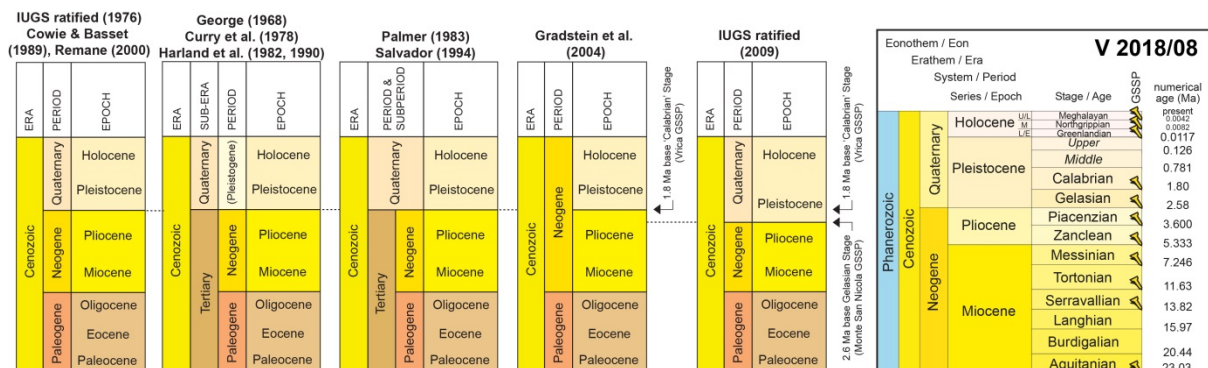 IUGS ratified (1976)
Cowie & Basset
(1989), Remane (2000)
ERA
PERIOD
EPOCH
Cenozoic
Quaternary
Neogene
Paleogene
Holocene
Pleistocene
Pliocene
Miocene
Oligocene
Eocene
Paleocene
George (1968)
Curry et al. (1978)
Harland et al. (1982, 1990)
ERA
SUB-ERA
PERIOD
EPOCH
Cenozoic
Quaternary
Tertiary
(Pleistogene)
Neogene
Paleogene
Holocene
Pleistocene
Pliocene
Miocene
Oligocene
Eocene
Paleocene
Palmer (1983)
Salvador (1994)
ERA
PERIOD &
SUBPERIOD
EPOCH
Cenozoic
Quaternary
Tertiary
Neogene
Paleogene
Holocene
Pleistocene
Pliocene
Miocene
Oligocene
Eocene
Paleocene
Gradstein et al.
(2004)
ERA
PERIOD
EPOCH
Cenozoic
Neogene
Paleogene
Holocene
Pleistocene
Pliocene
Miocene
Oligocene
Eocene
Paleocene
1.8 Ma base 'Calabrian' Stage
(Vrica GSSP)
IUGS ratified
(2009)
ERA
PERIOD
EPOCH
Cenozoic
Quaternary
Neogene
Paleogene
Holocene
Pleistocene
Pliocene
Miocene
Oligocene
Eocene
Paleocene
1.8 Ma base 'Calabrian' Stage
(Vrica GSSP)
2.6 Ma base Gelasian Stage
(Monte San Nicola GSSP)
V 2018/08
Eonothem / Eon
Erathem / Era
System / Period
Series / Epoch
Stage / Age
GSSP
numerical
age (Ma)
present
Phanerozoic
Cenozoic
Quaternary
Neogene
Holocene
U/L
M
L/E
Pleistocene
Pliocene
Miocene
Meghalayan
0.0042
Northgrippian
0.0082
Greenlandian
0.0117
Upper
0.126
Middle
0.781
Calabrian
1.80
Gelasian
2.58
Piacenzian
3.600
Zanclean
5.333
Messinian
7.246
Tortonian
11.63
Serravallian
13.82
Langhian
15.97
Burdigalian
20.44
Aquitanian
23.03